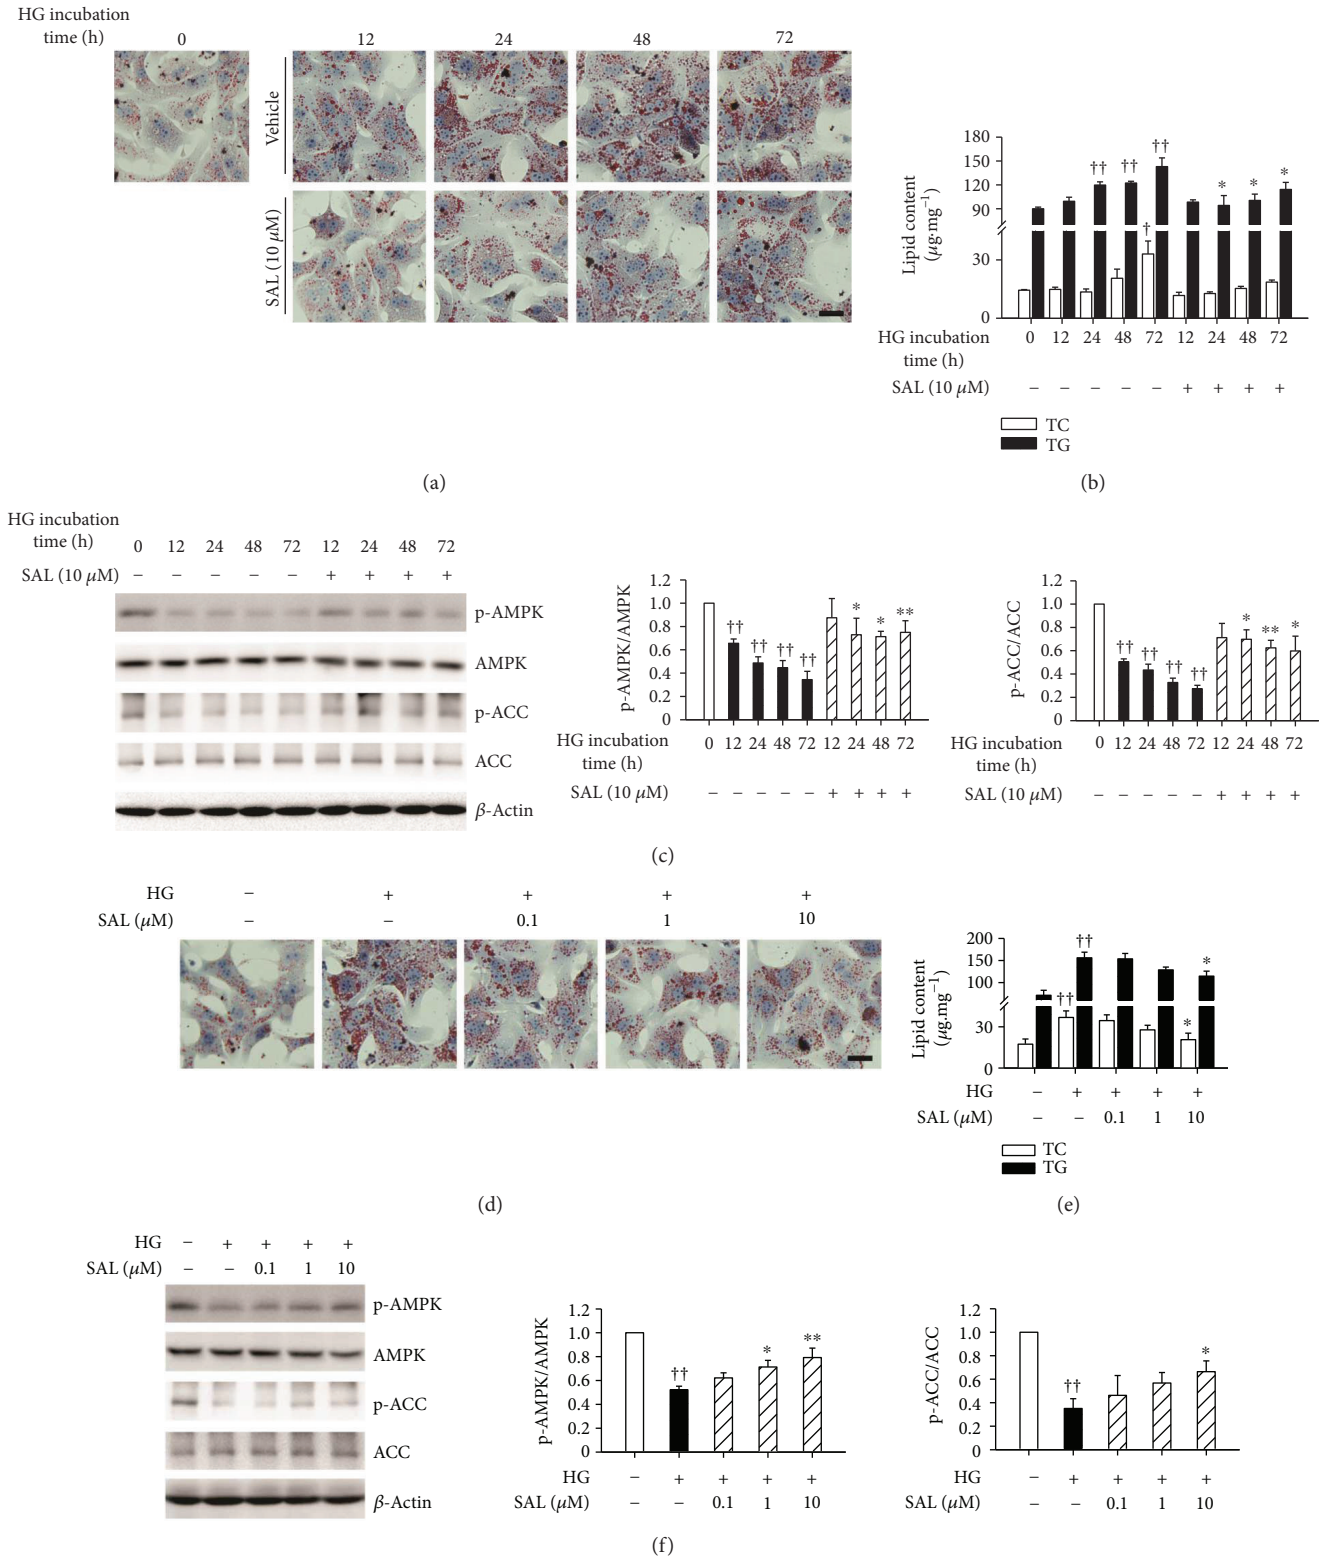 HG incubation
time (h) 0 12 24 48 72
Vehicle
SAL (10 μM)
(a)
Lipid content
(μg·mg⁻¹)
180
150
120
90
30
0
†† †† †† † * * *
HG incubation
time (h)
0 12 24 48 72 12 24 48 72
SAL (10 μM) − − − − − + + + +
TC
TG
(b)
HG incubation
time (h) 0 12 24 48 72 12 24 48 72
SAL (10 μM) − − − − − + + + +
p-AMPK
AMPK
p-ACC
ACC
β-Actin
p-AMPK/AMPK
1.2
1.0
0.8
0.6
0.4
0.2
0
†† †† †† †† * * **
HG incubation
time (h)
0 12 24 48 72 12 24 48 72
SAL (10 μM) − − − − − + + + +
p-ACC/ACC
1.2
1.0
0.8
0.6
0.4
0.2
0
†† †† †† †† * ** *
HG incubation
time (h)
0 12 24 48 72 12 24 48 72
SAL (10 μM) − − − − − + + + +
(c)
HG − + + + +
SAL (μM) − − 0.1 1 10
(d)
Lipid content
(μg.mg⁻¹)
200
150
100
30
0
†† †† * *
HG − + + + +
SAL (μM) − − 0.1 1 10
TC
TG
(e)
HG − + + + +
SAL (μM) − − 0.1 1 10
p-AMPK
AMPK
p-ACC
ACC
β-Actin
p-AMPK/AMPK
1.2
1.0
0.8
0.6
0.4
0.2
0
†† * **
HG − + + + +
SAL (μM) − − 0.1 1 10
p-ACC/ACC
1.2
1.0
0.8
0.6
0.4
0.2
0
†† *
HG − + + + +
SAL (μM) − − 0.1 1 10
(f)